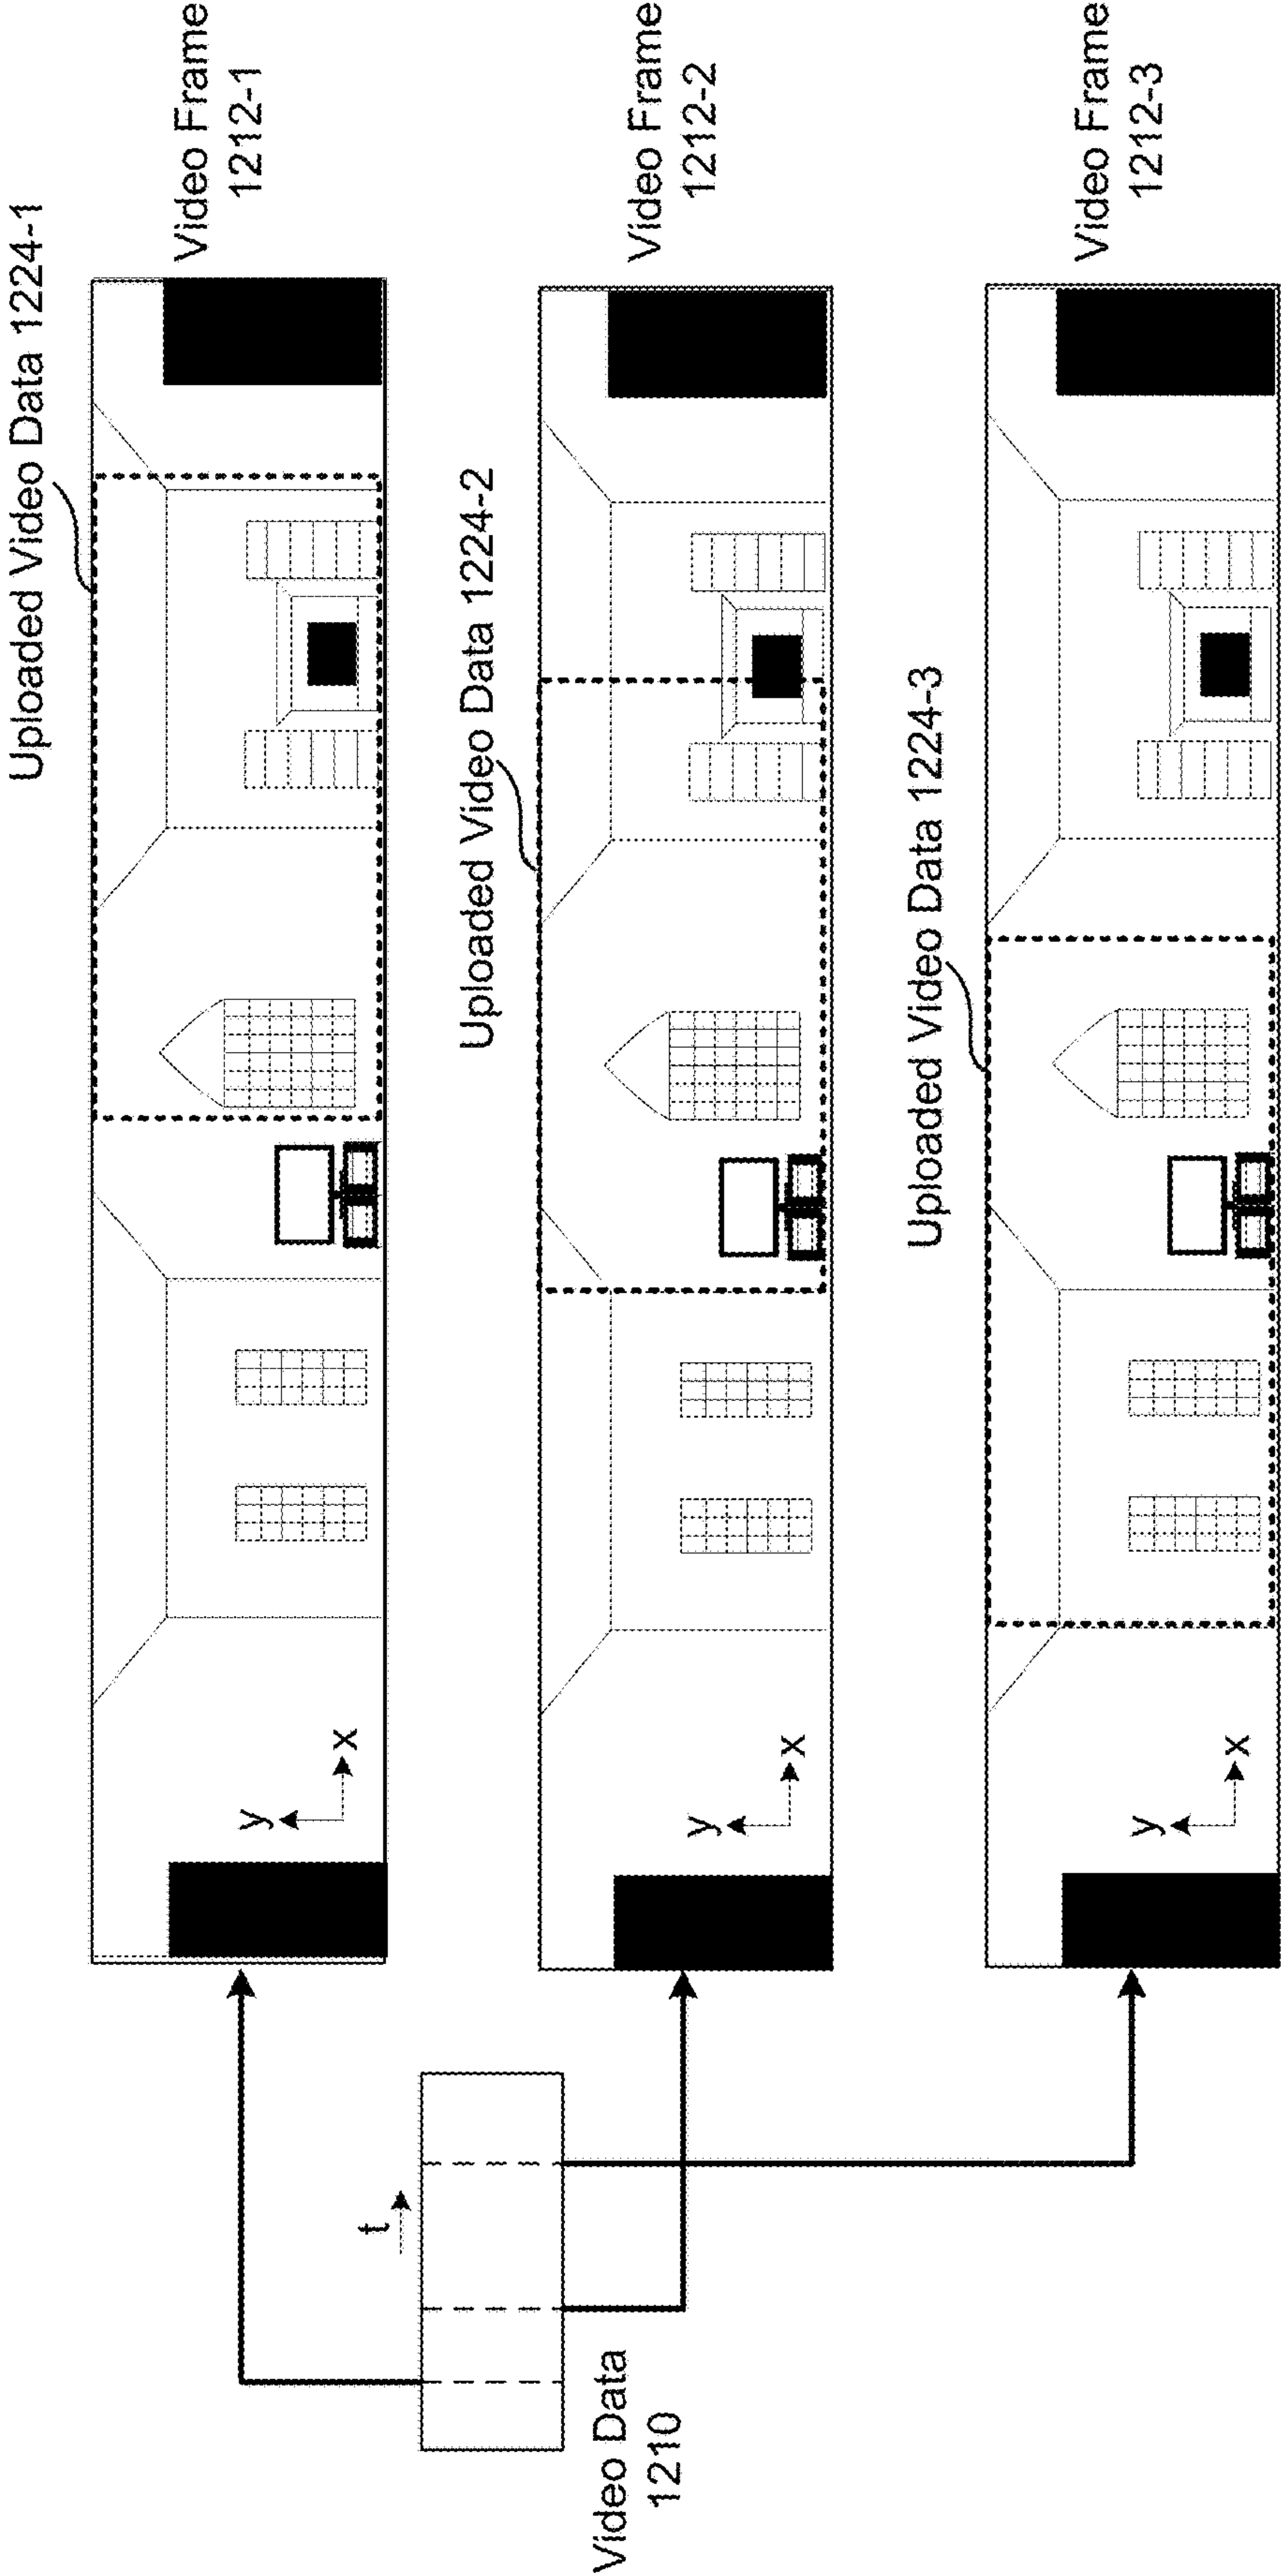 Uploaded Video Data 1224-1
Video Frame
1212-1
y
x
Uploaded Video Data 1224-2
Video Frame
1212-2
y
x
t
Video Data
1210
Uploaded Video Data 1224-3
Video Frame
1212-3
y
x